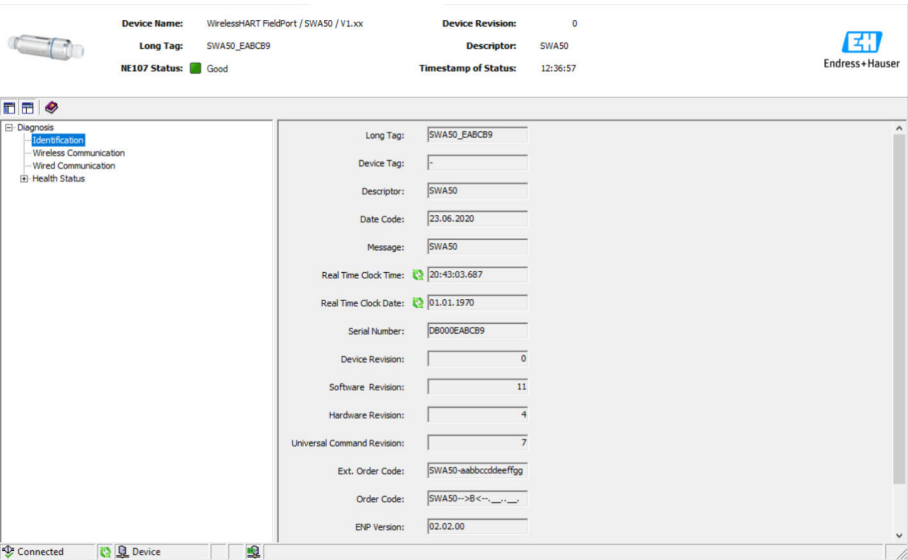 Device Name: WirelessHART FieldPort / SWA50 / V1.xx Device Revision: 0
Long Tag: SWA50_EABCB9 Descriptor: SWA50
NE107 Status: Good Timestamp of Status: 12:36:57
EH
Endress+Hauser
Diagnosis
Identification
Wireless Communication
Wired Communication
Health Status
Long Tag: SWA50_EABCB9
Device Tag: -
Descriptor: SWA50
Date Code: 23.06.2020
Message: SWA50
Real Time Clock Time: 20:43:03.687
Real Time Clock Date: 01.01.1970
Serial Number: DB000EABCB9
Device Revision: 0
Software Revision: 11
Hardware Revision: 4
Universal Command Revision: 7
Ext. Order Code: SWA50-aabbccddeeffgg
Order Code: SWA50-->B<--.__..__.
ENP Version: 02.02.00
Connected Device